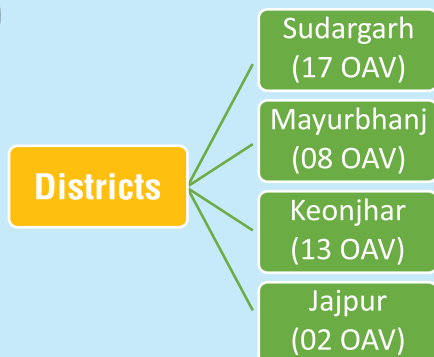 Districts
Sudargarh
(17 OAV)
Mayurbhanj
(08 OAV)
Keonjhar
(13 OAV)
Jajpur
(02 OAV)